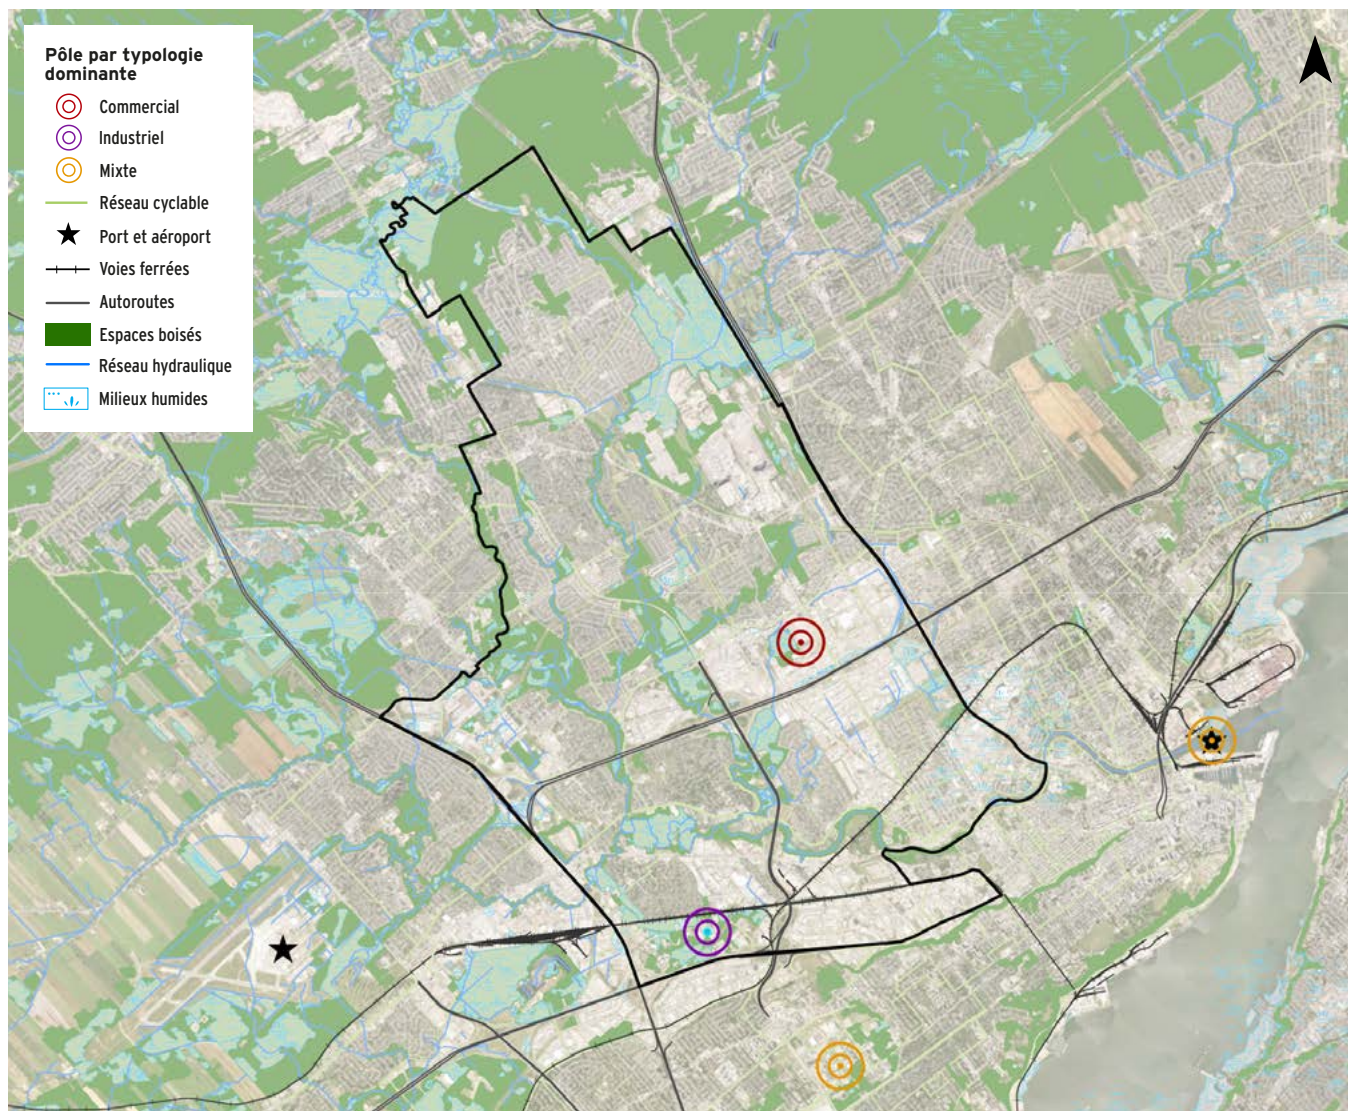 Pôle par typologie
dominante
Commercial
Industriel
Mixte
Réseau cyclable
Port et aéroport
Voies ferrées
Autoroutes
Espaces boisés
Réseau hydraulique
Milieux humides